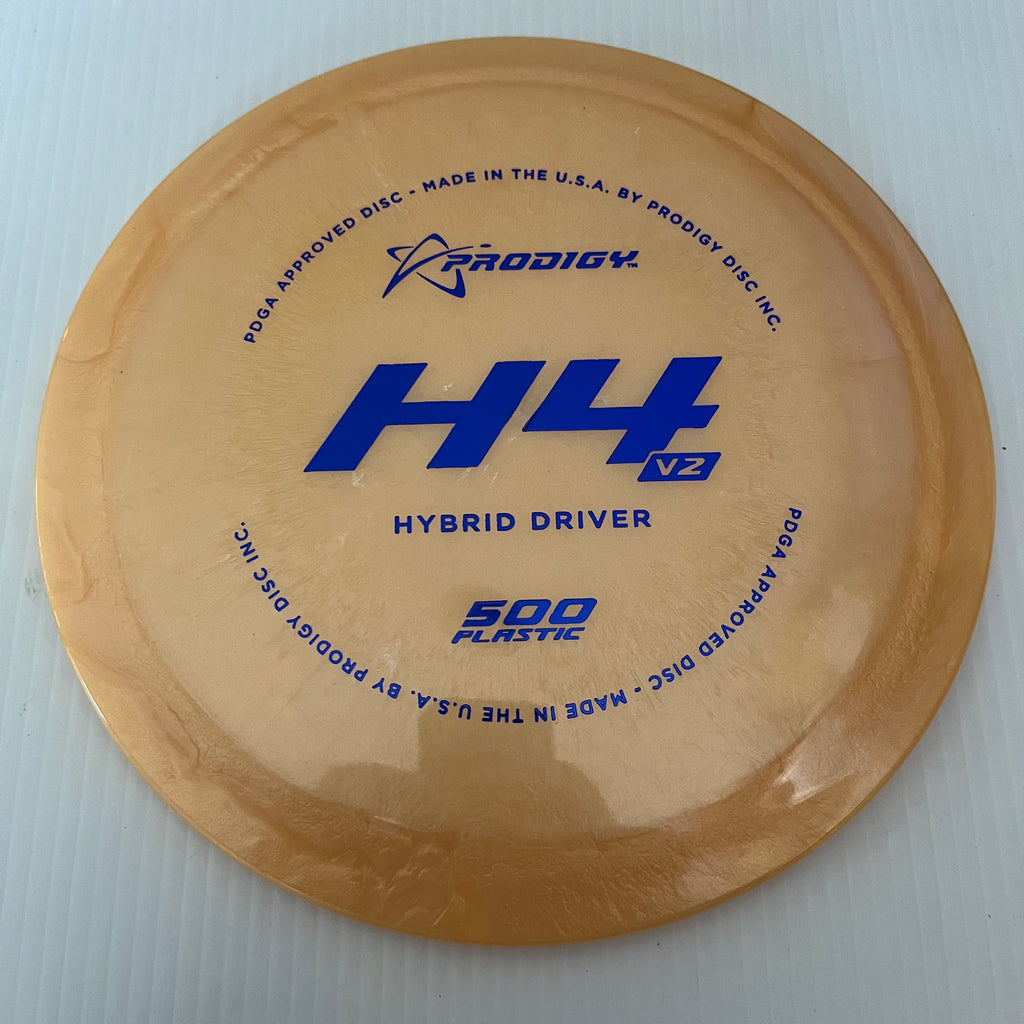 PDGA APPROVED DISC - MADE IN THE U.S.A. BY PRODIGY DISC INC.
PRODIGY™
H4
V2
HYBRID DRIVER
500
PLASTIC
PDGA APPROVED DISC - MADE IN THE U.S.A. BY PRODIGY DISC INC.